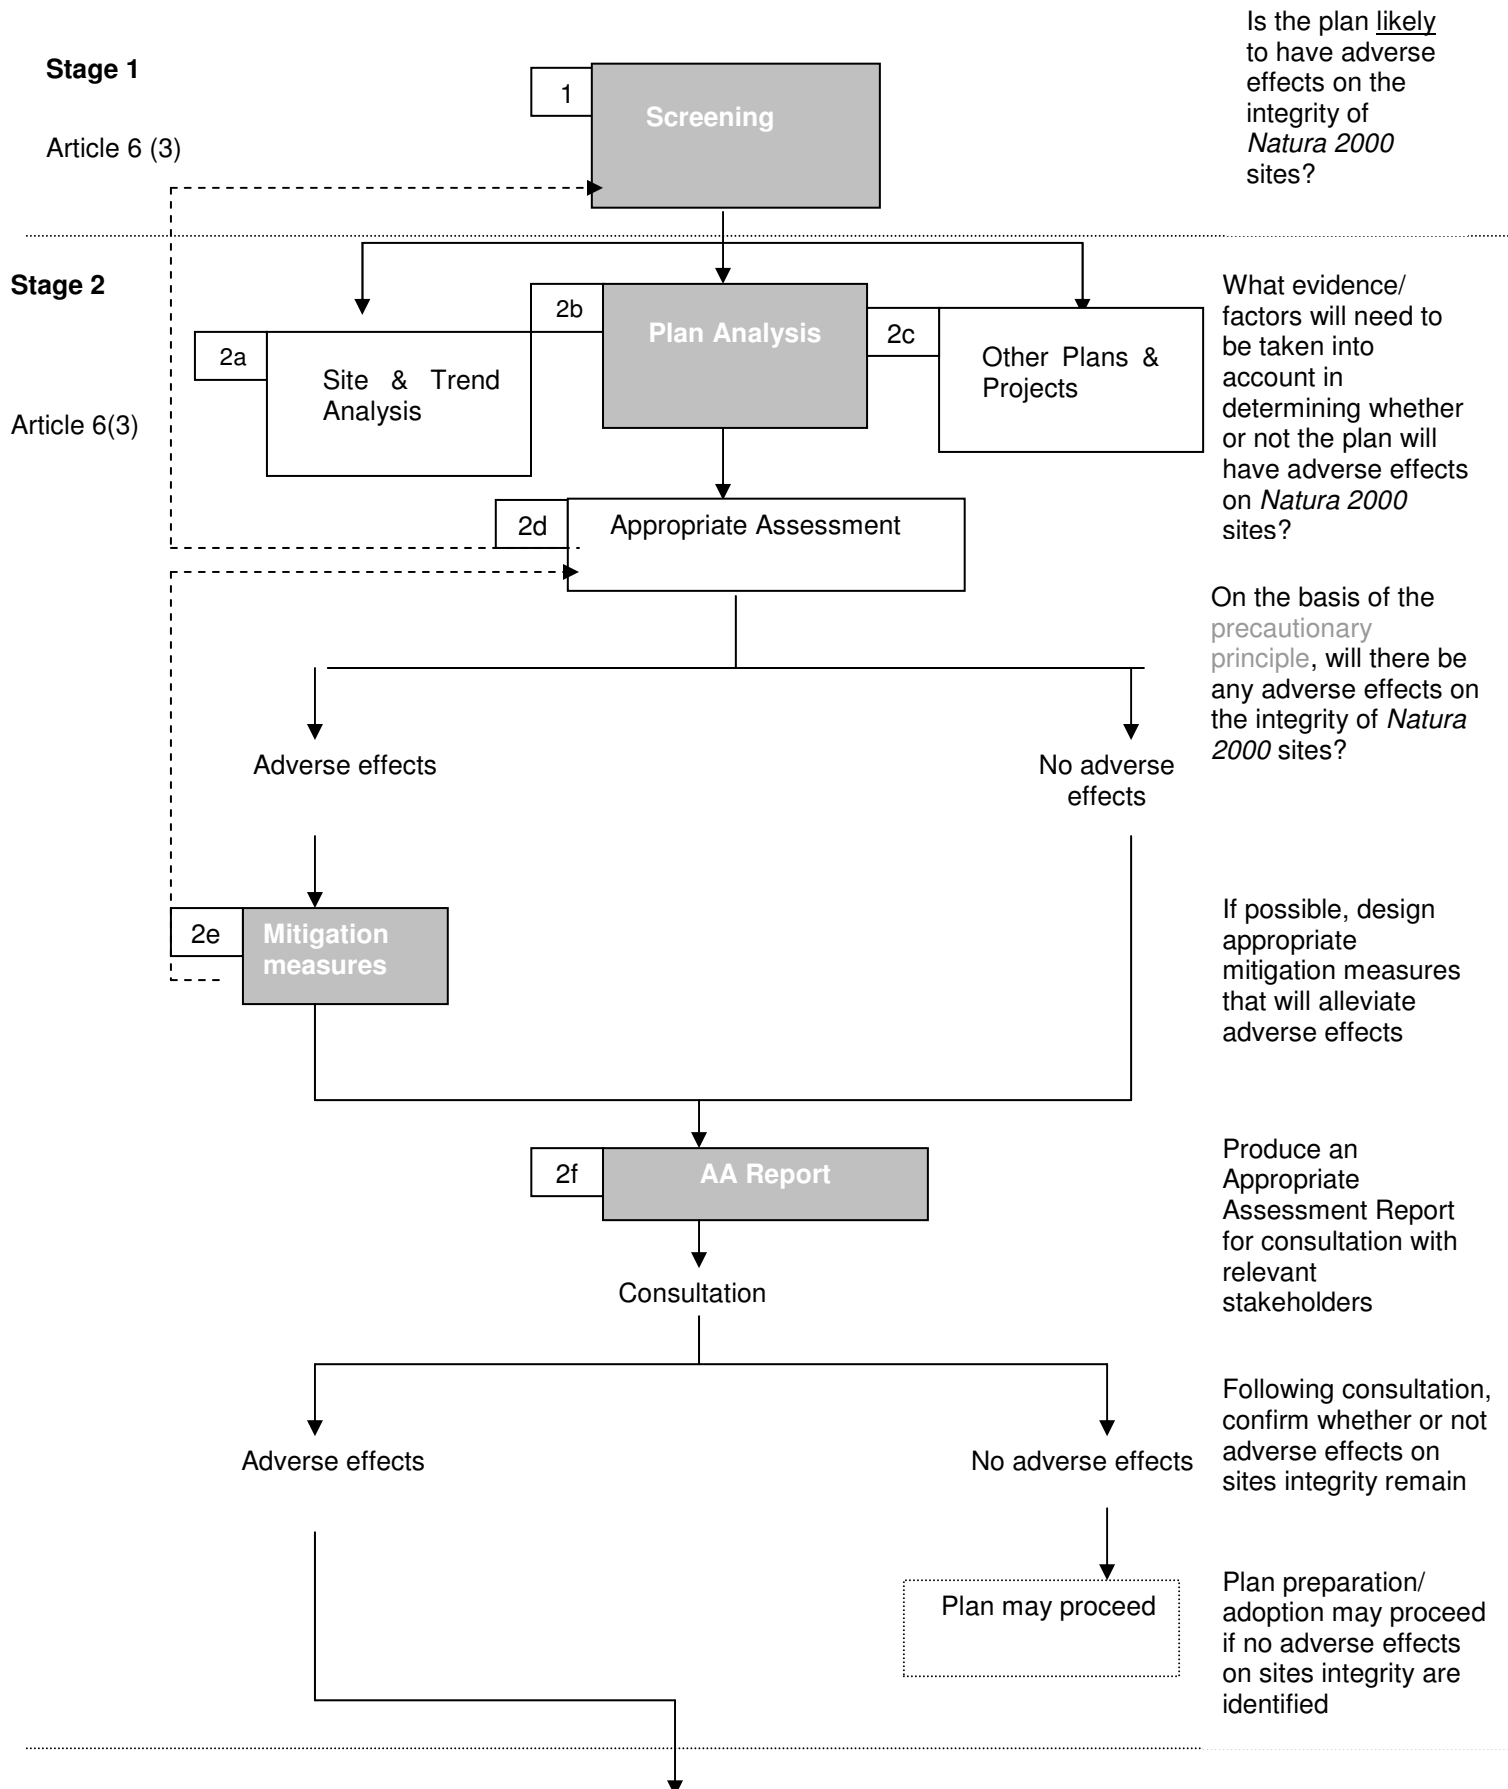 Stage 1
Article 6 (3)
1
Screening
Is the plan likely
to have adverse
effects on the
integrity of
Natura 2000
sites?
Stage 2
Article 6(3)
2a
Site & Trend
Analysis
2b
Plan Analysis
2c
Other Plans &
Projects
What evidence/
factors will need to
be taken into
account in
determining whether
or not the plan will
have adverse effects
on Natura 2000
sites?
2d
Appropriate Assessment
On the basis of the
precautionary
principle, will there be
any adverse effects on
the integrity of Natura
2000 sites?
Adverse effects
No adverse
effects
2e
Mitigation
measures
If possible, design
appropriate
mitigation measures
that will alleviate
adverse effects
2f
AA Report
Produce an
Appropriate
Assessment Report
for consultation with
relevant
stakeholders
Consultation
Adverse effects
No adverse effects
Following consultation,
confirm whether or not
adverse effects on
sites integrity remain
Plan may proceed
Plan preparation/
adoption may proceed
if no adverse effects
on sites integrity are
identified